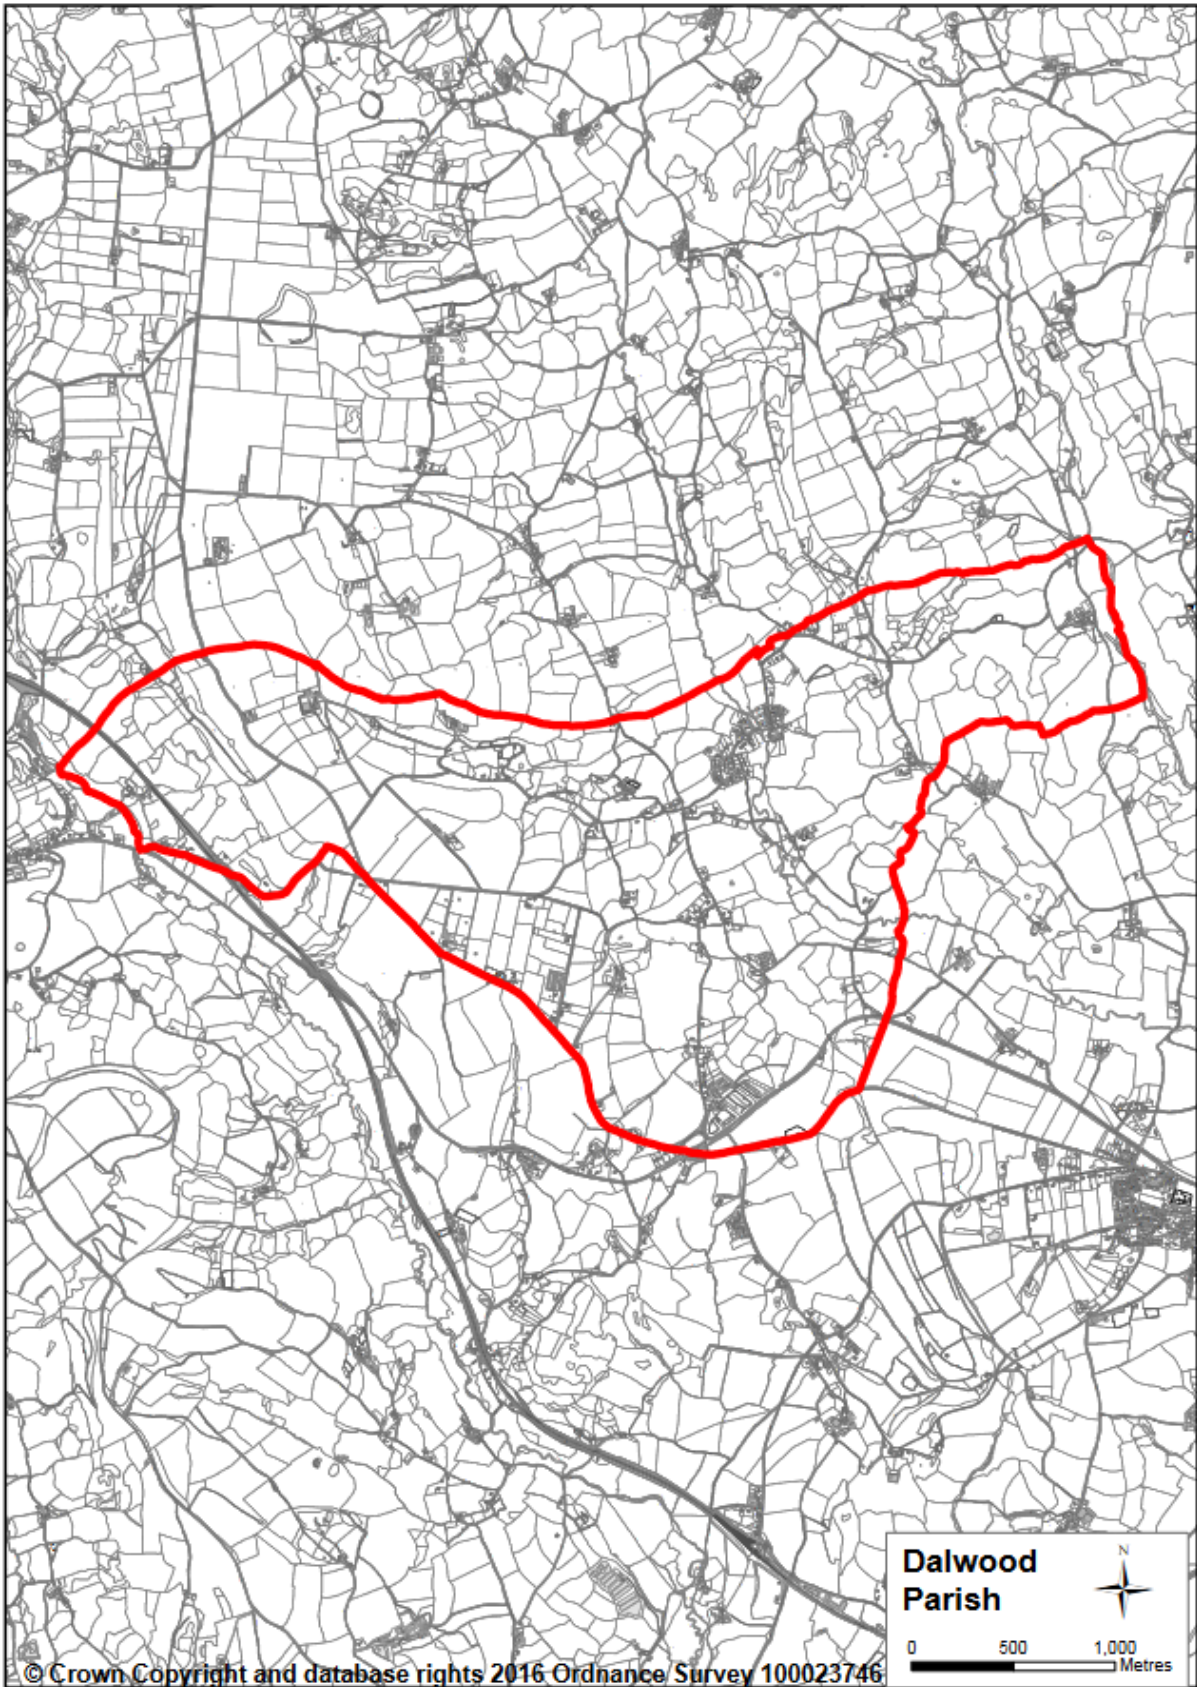 Dalwood
Parish
N
0 500 1,000
Metres
© Crown Copyright and database rights 2016 Ordnance Survey 100023746